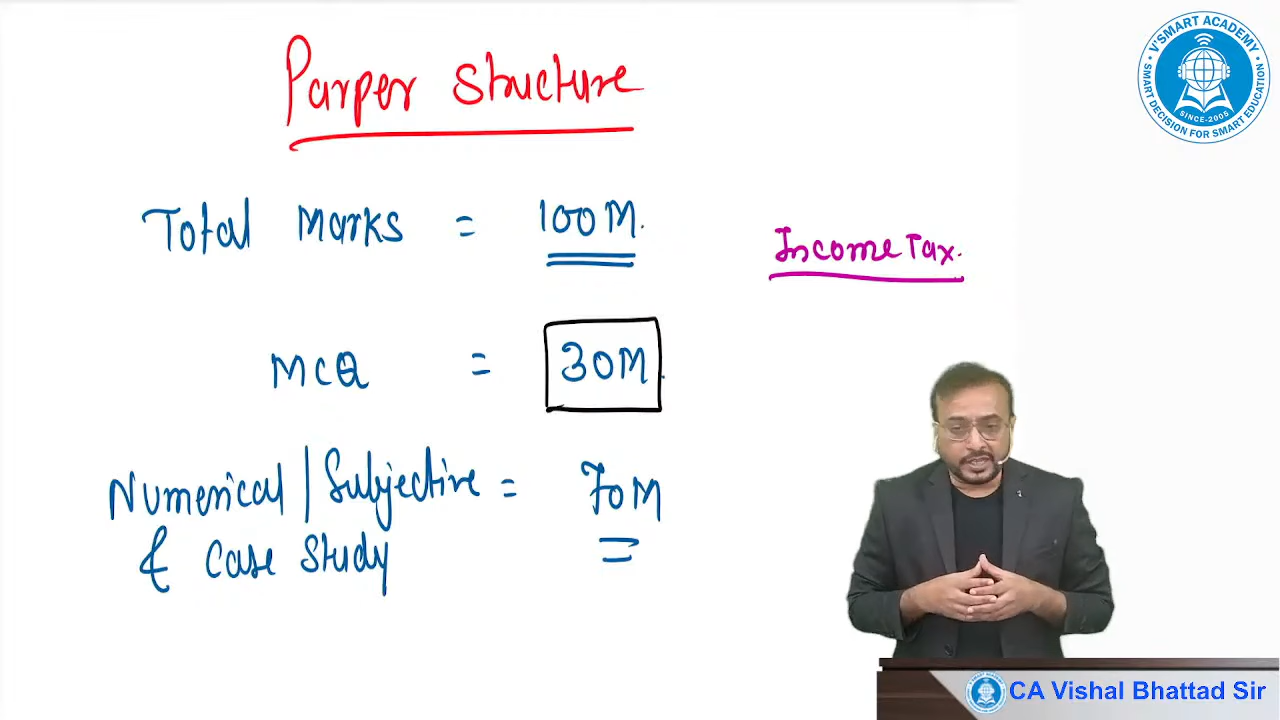 Parper Structure
Total Marks = 100M.
Income Tax.
MCQ = 30M.
Numerical / Subjective = 70M
& Case Study
V'SMART ACADEMY
SMART DECISION FOR SMART EDUCATION
SINCE-2005
CA Vishal Bhattad Sir